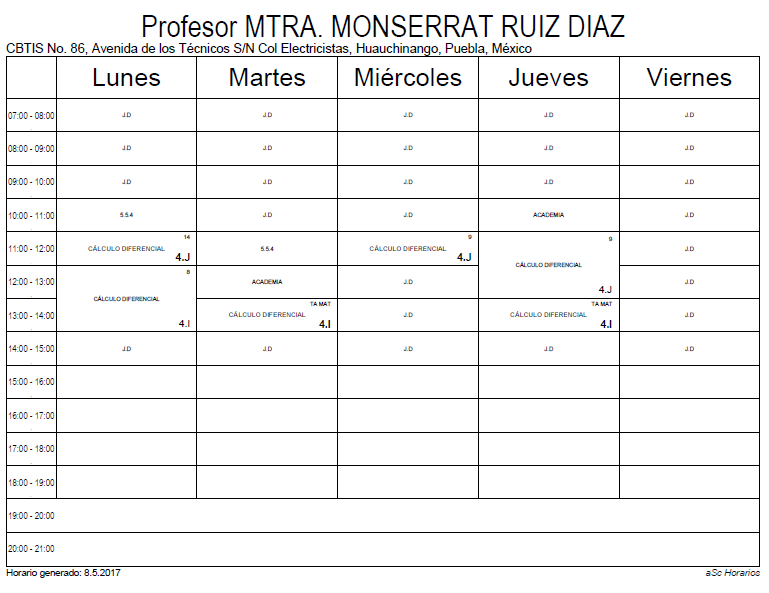 Profesor MTRA. MONSERRAT RUIZ DIAZ
CBTIS No. 86, Avenida de los Técnicos S/N Col Electricistas, Huauchinango, Puebla, México
Lunes Martes Miércoles Jueves Viernes
07:00 - 08:00 J.D J.D J.D J.D J.D
08:00 - 09:00 J.D J.D J.D J.D J.D
09:00 - 10:00 J.D J.D J.D J.D J.D
10:00 - 11:00 5.5.4 J.D J.D ACADEMIA J.D
14 9 9
11:00 - 12:00 CÁLCULO DIFERENCIAL 5.5.4 CÁLCULO DIFERENCIAL J.D
4.J 4.J
CÁLCULO DIFERENCIAL
8
12:00 - 13:00 ACADEMIA J.D J.D
4.J
CÁLCULO DIFERENCIAL
TA MAT TA MAT
13:00 - 14:00 CÁLCULO DIFERENCIAL J.D CÁLCULO DIFERENCIAL J.D
4.I 4.I 4.I
14:00 - 15:00 J.D J.D J.D J.D J.D
15:00 - 16:00
16:00 - 17:00
17:00 - 18:00
18:00 - 19:00
19:00 - 20:00
20:00 - 21:00
Horario generado: 8.5.2017 aSc Horarios